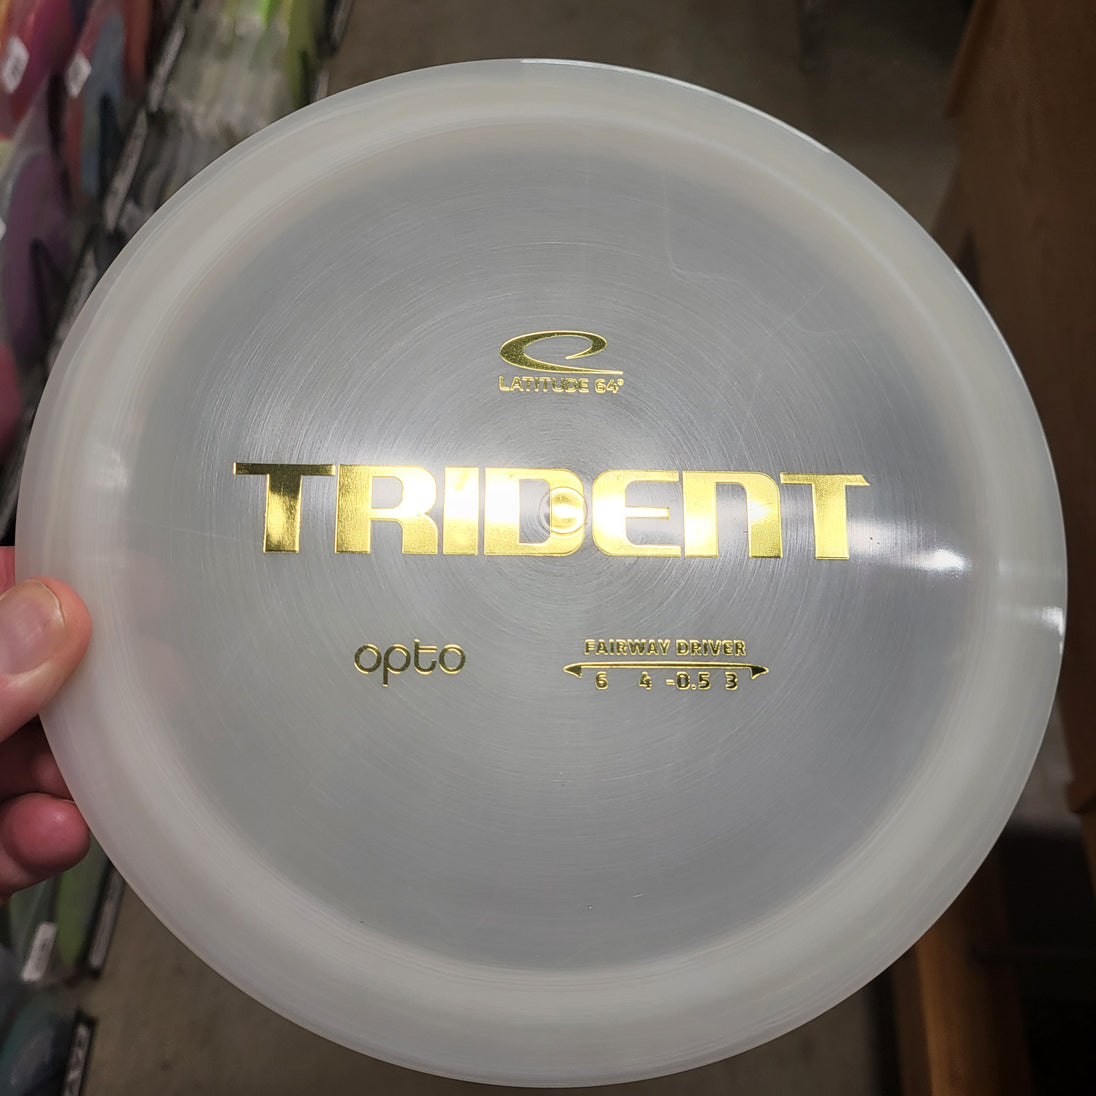 LATITUDE 64°
TRIDENT
opto
FAIRWAY DRIVER
6 4 -0.5 3